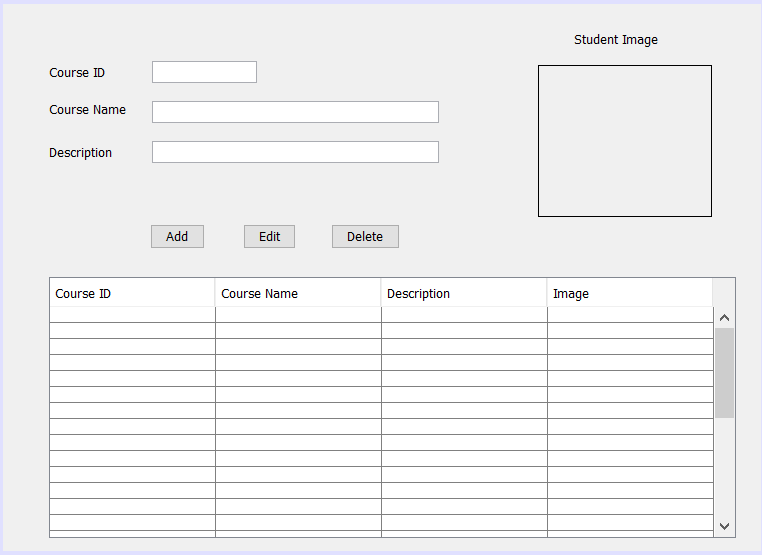 Student Image
Course ID
Course Name
Description
Add Edit Delete
Course ID Course Name Description Image